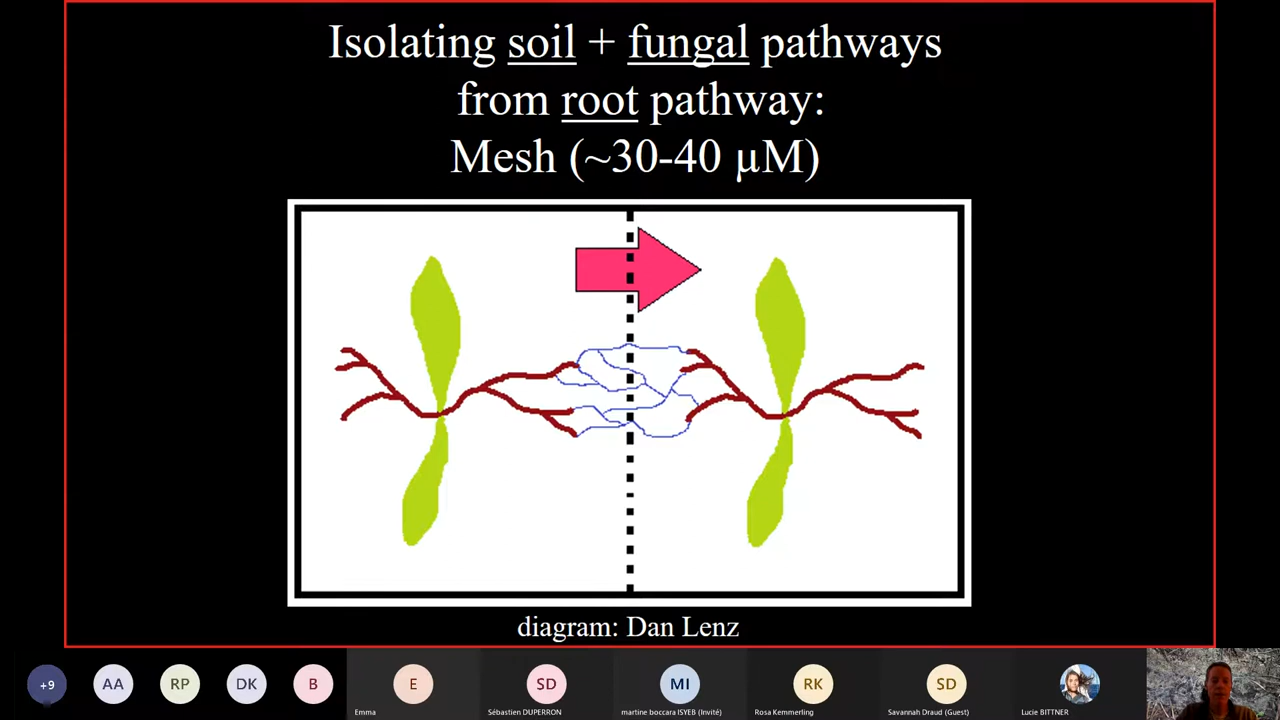 Isolating soil + fungal pathways
from root pathway:
Mesh (~30-40 µM)
diagram: Dan Lenz
+9
AA
RP
DK
B
E
SD
MI
RK
SD
Emma
Sébastien DUPERRON
martine boccara ISYEB (Invité)
Rosa Kemmerling
Savannah Draud (Guest)
Lucie BITTNER